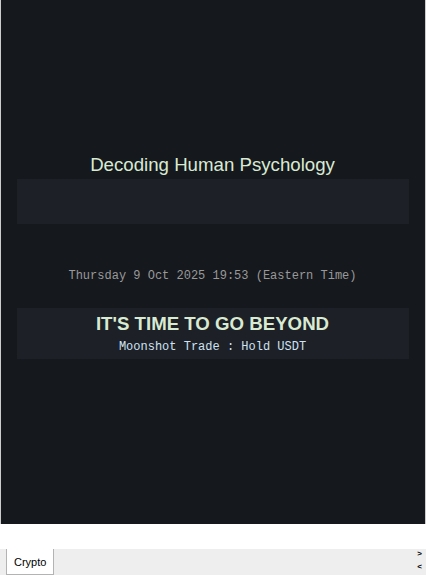 Decoding Human Psychology
Thursday 9 Oct 2025 19:53 (Eastern Time)
IT'S TIME TO GO BEYOND
Moonshot Trade : Hold USDT
>
Crypto
<